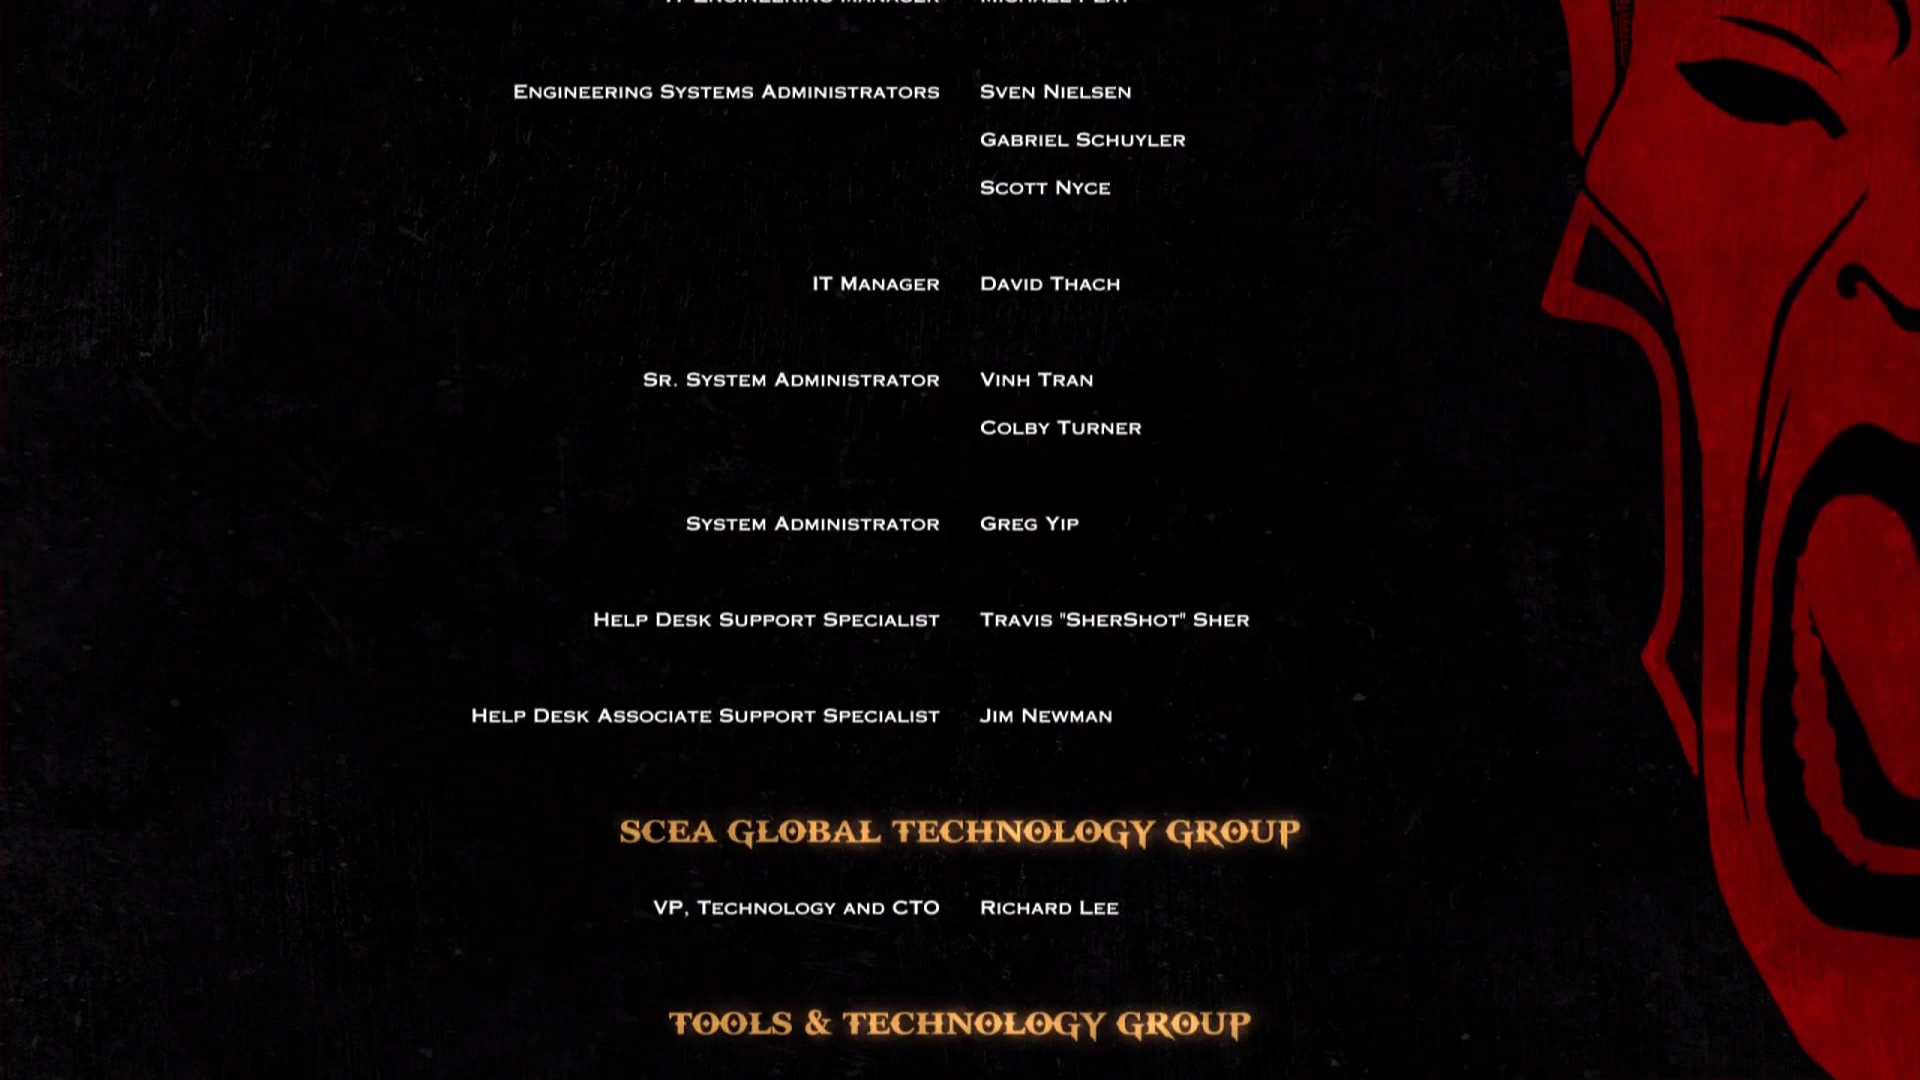 Engineering Systems Administrators Sven Nielsen
Gabriel Schuyler
Scott Nyce
IT Manager David Thach
Sr. System Administrator Vinh Tran
Colby Turner
System Administrator Greg Yip
Help Desk Support Specialist Travis "SherShot" Sher
Help Desk Associate Support Specialist Jim Newman
SCEA GLOBAL TECHNOLOGY GROUP
VP, Technology and CTO Richard Lee
TOOLS & TECHNOLOGY GROUP